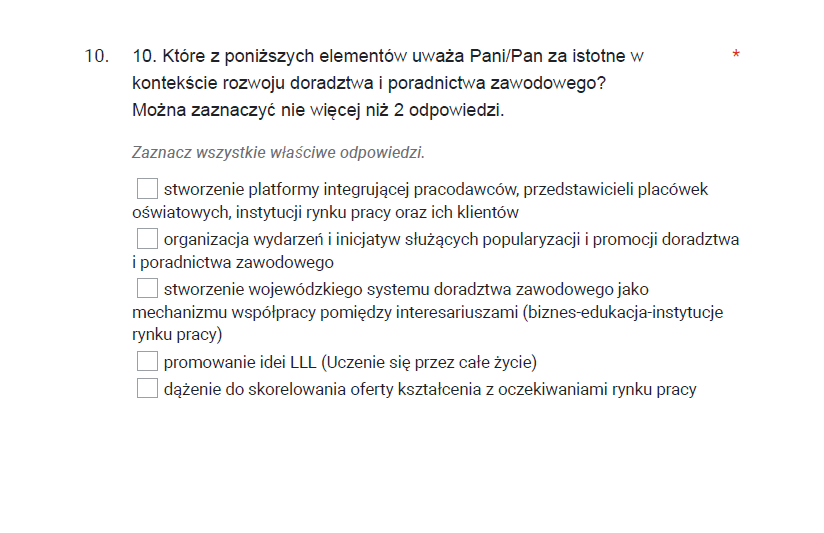 10. 10. Które z poniższych elementów uważa Pani/Pan za istotne w *
kontekście rozwoju doradztwa i poradnictwa zawodowego?
Można zaznaczyć nie więcej niż 2 odpowiedzi.
Zaznacz wszystkie właściwe odpowiedzi.
stworzenie platformy integrującej pracodawców, przedstawicieli placówek
oświatowych, instytucji rynku pracy oraz ich klientów
organizacja wydarzeń i inicjatyw służących popularyzacji i promocji doradztwa
i poradnictwa zawodowego
stworzenie wojewódzkiego systemu doradztwa zawodowego jako
mechanizmu współpracy pomiędzy interesariuszami (biznes-edukacja-instytucje
rynku pracy)
promowanie idei LLL (Uczenie się przez całe życie)
dążenie do skorelowania oferty kształcenia z oczekiwaniami rynku pracy